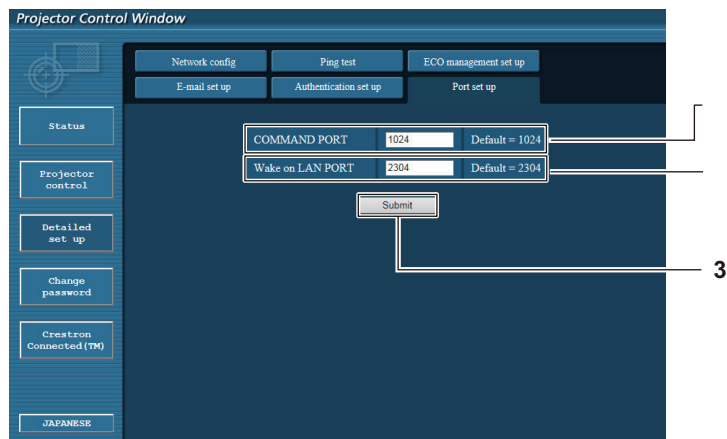 Projector Control Window
Network config
Ping test
ECO management set up
E-mail set up
Authentication set up
Port set up
Status
Projector
control
Detailed
set up
Change
password
Crestron
Connected(TM)
JAPANESE
COMMAND PORT 1024 Default = 1024
Wake on LAN PORT 2304 Default = 2304
Submit
3